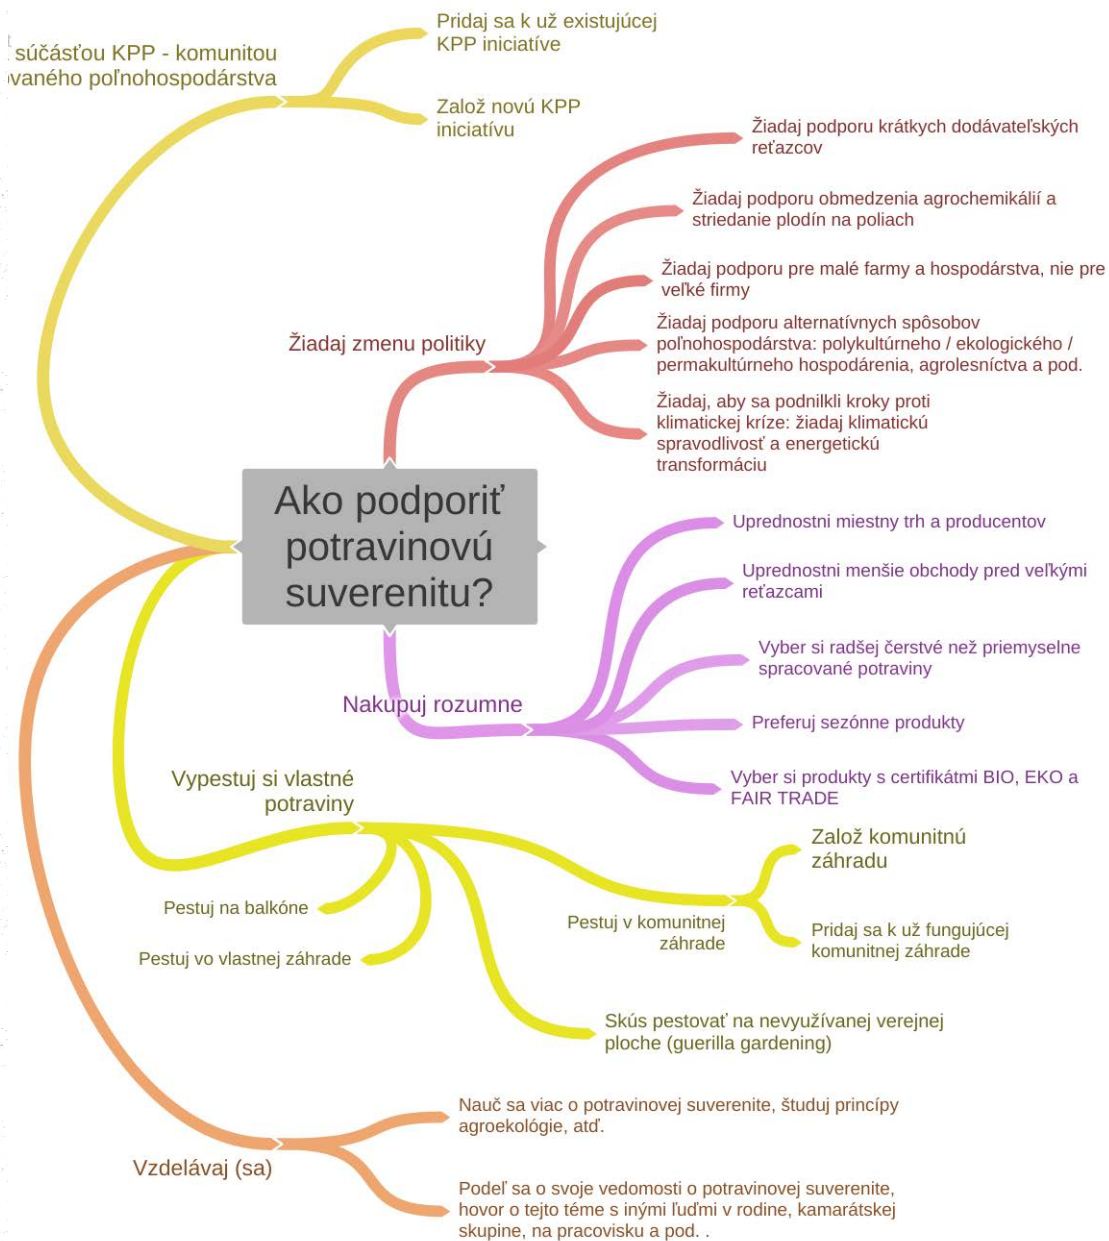 súčásťou KPP - komunitou
ovaného poľnohospodárstva
Pridaj sa k už existujúcej
KPP iniciatíve
Založ novú KPP
iniciatívu
Žiadaj zmenu politiky
Žiadaj podporu krátkych dodávateľských
reťazcov
Žiadaj podporu obmedzenia agrochemikálií a
striedanie plodín na poliach
Žiadaj podporu pre malé farmy a hospodárstva, nie pre
veľké firmy
Žiadaj podporu alternatívnych spôsobov
poľnohospodárstva: polykultúrneho / ekologického /
permakultúrneho hospodárenia, agrolesníctva a pod.
Žiadaj, aby sa podnilkli kroky proti
klimatickej kríze: žiadaj klimatickú
spravodlivosť a energetickú
transformáciu
Ako podporiť
potravinovú
suverenitu?
Nakupuj rozumne
Uprednostni miestny trh a producentov
Uprednostni menšie obchody pred veľkými
reťazcami
Vyber si radšej čerstvé než priemyselne
spracované potraviny
Preferuj sezónne produkty
Vyber si produkty s certifikátmi BIO, EKO a
FAIR TRADE
Vypestuj si vlastné
potraviny
Pestuj na balkóne
Pestuj vo vlastnej záhrade
Pestuj v komunitnej
záhrade
Založ komunitnú
záhradu
Pridaj sa k už fungujúcej
komunitnej záhrade
Skús pestovať na nevyužívanej verejnej
ploche (guerilla gardening)
Vzdelávaj (sa)
Nauč sa viac o potravinovej suverenite, študuj princípy
agroekológie, atď.
Podeľ sa o svoje vedomosti o potravinovej suverenite,
hovor o tejto téme s inými ľuďmi v rodine, kamarátskej
skupine, na pracovisku a pod. .